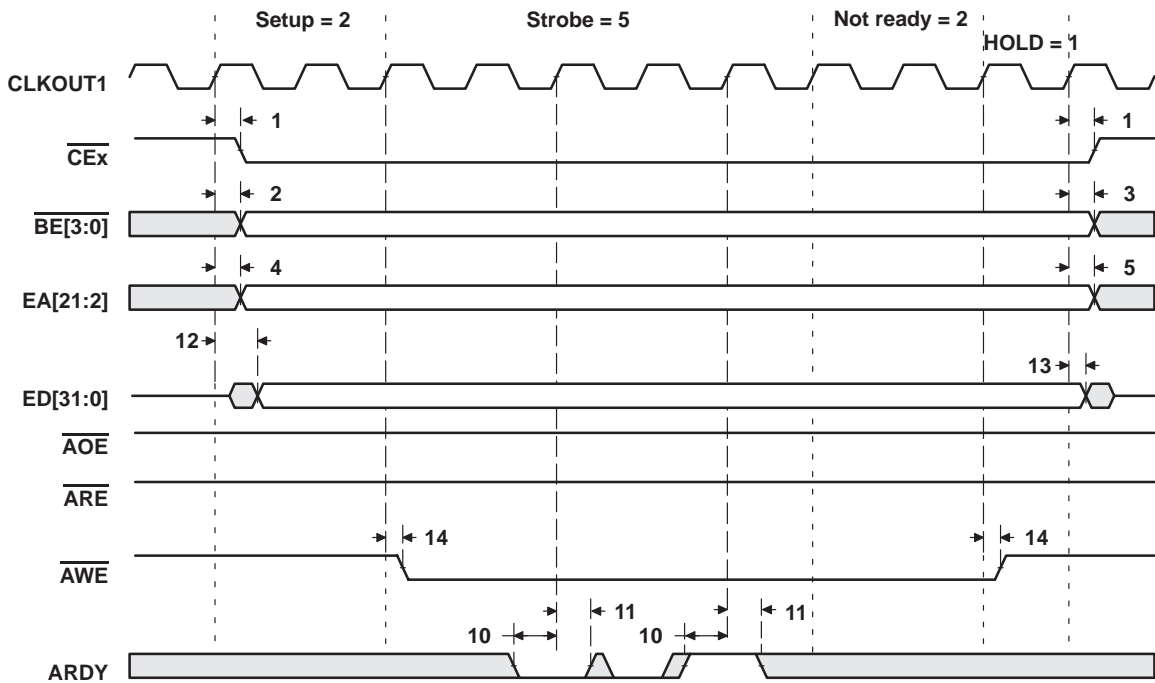 Setup = 2 Strobe = 5 Not ready = 2
HOLD = 1
CLKOUT1
1 1
CEx
2 3
BE[3:0]
4 5
EA[21:2]
12
13
ED[31:0]
AOE
ARE
14 14
AWE
11 11
10 10
ARDY